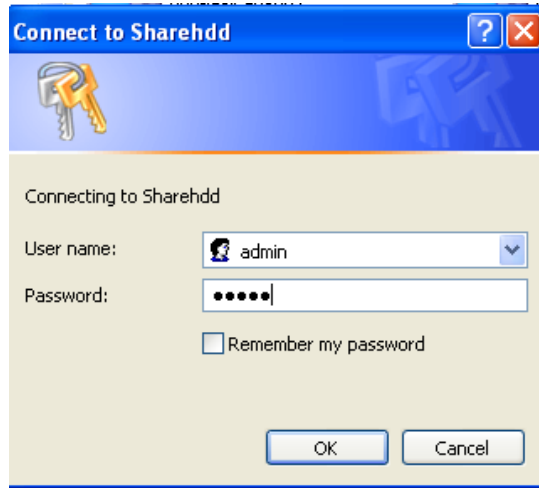 Connect to Sharehdd
Connecting to Sharehdd
User name: admin
Password: •••••
Remember my password
OK Cancel